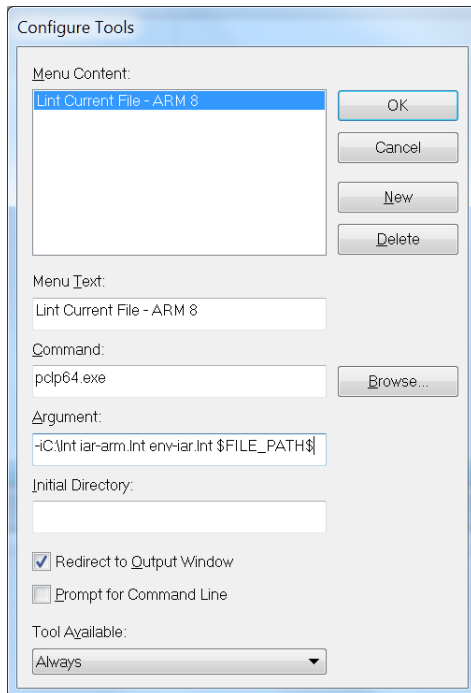 Configure Tools
Menu Content:
Lint Current File - ARM 8
OK
Cancel
New
Delete
Menu Text:
Lint Current File - ARM 8
Command:
pclp64.exe
Browse...
Argument:
-iC:\lnt iar-arm.lnt env-iar.lnt $FILE_PATH$
Initial Directory:
Redirect to Output Window
Prompt for Command Line
Tool Available:
Always